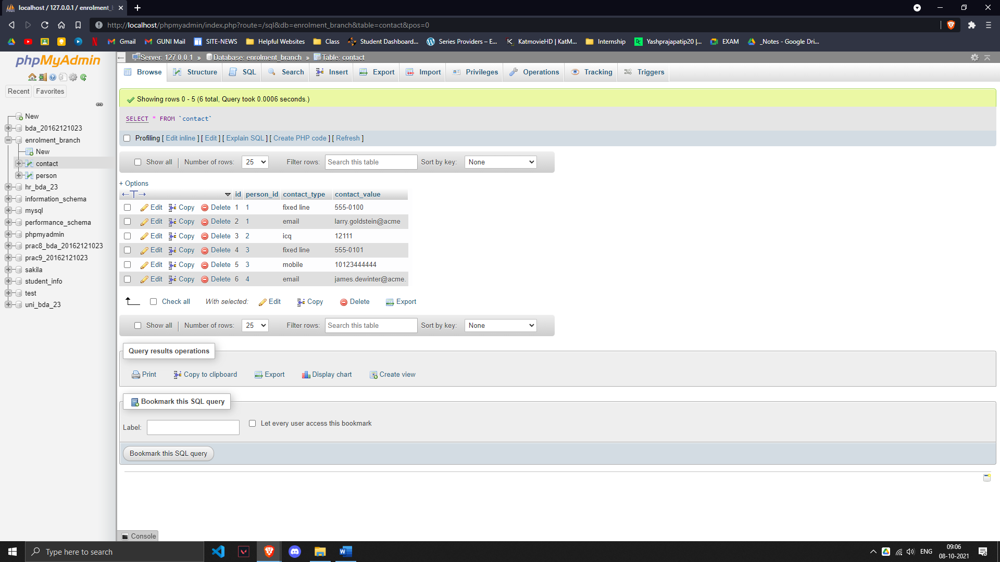 localhost / 127.0.0.1 / enrolment_
http://localhost/phpmyadmin/index.php?route=/sql&db=enrolment_branch&table=contact&pos=0
Gmail GUNI Mail SITE-NEWS Helpful Websites Class Student Dashboard... Series Providers – E... KatmovieHD | KatM... Internship Yashprajapatip20 |... EXAM _Notes - Google Dri...
phpMyAdmin
Recent Favorites
New
bda_20162121023
enrolment_branch
New
contact
person
hr_bda_23
information_schema
mysql
performance_schema
phpmyadmin
prac8_bda_20162121023
prac9_20162121023
sakila
student_info
test
uni_bda_23
Server: 127.0.0.1 » Database: enrolment_branch » Table: contact
Browse Structure SQL Search Insert Export Import Privileges Operations Tracking Triggers
Showing rows 0 - 5 (6 total, Query took 0.0006 seconds.)
SELECT * FROM `contact`
Profiling [ Edit inline ] [ Edit ] [ Explain SQL ] [ Create PHP code ] [ Refresh ]
Show all | Number of rows: 25 Filter rows: Search this table Sort by key: None
+ Options
id person_id contact_type contact_value
Edit Copy Delete 1 1 fixed line 555-0100
Edit Copy Delete 2 1 email larry.goldstein@acme
Edit Copy Delete 3 2 icq 12111
Edit Copy Delete 4 3 fixed line 555-0101
Edit Copy Delete 5 3 mobile 10123444444
Edit Copy Delete 6 4 email james.dewinter@acme.
Check all With selected: Edit Copy Delete Export
Show all | Number of rows: 25 Filter rows: Search this table Sort by key: None
Query results operations
Print Copy to clipboard Export Display chart Create view
Bookmark this SQL query
Label: Let every user access this bookmark
Bookmark this SQL query
Console
Type here to search
ENG
09:06
08-10-2021